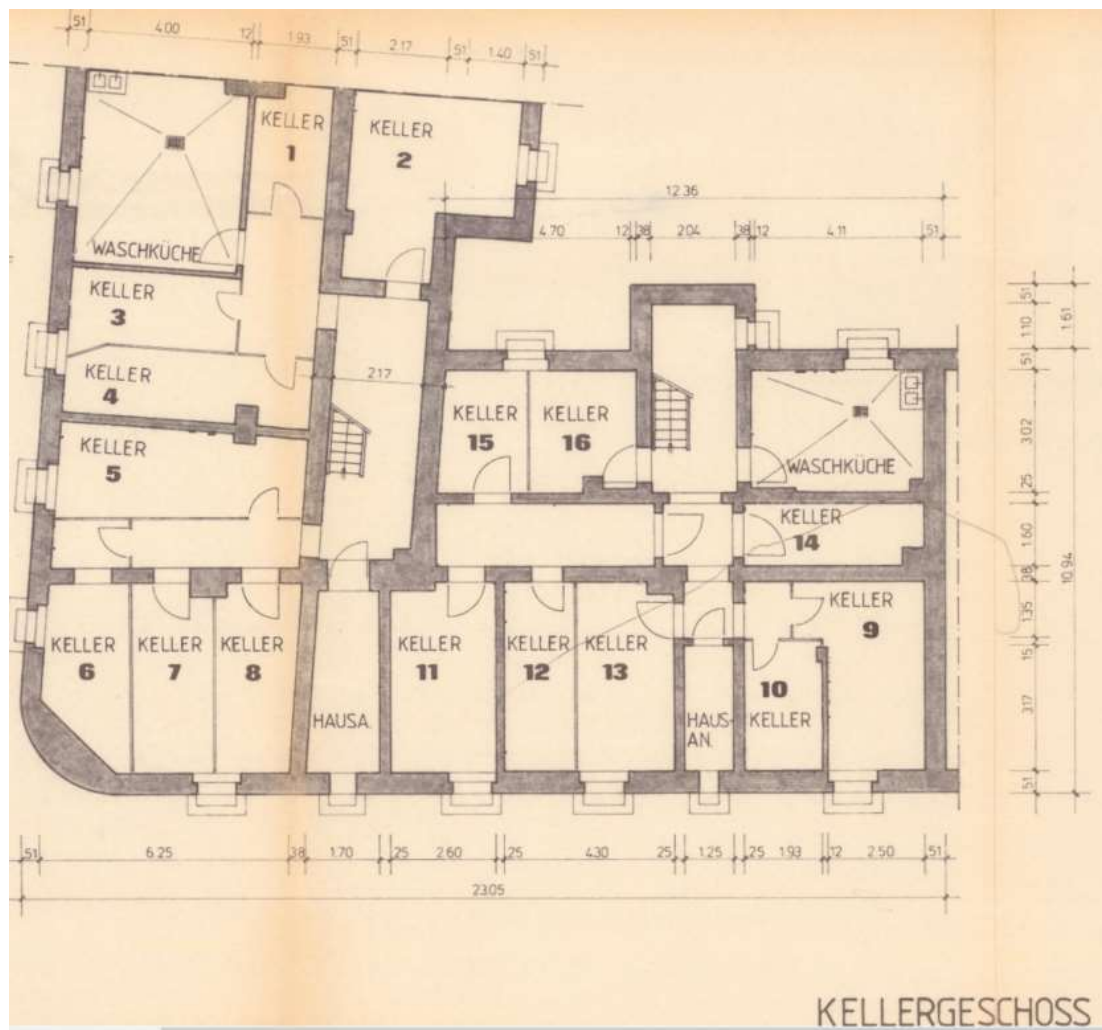 51 4.00 12 1.93 51 2.17 51 1.40 51
KELLER
1
KELLER
2
12.36
4.70 12 38 2.04 38 12 4.11 51
WASCHKÜCHE
KELLER
3
KELLER
4
2.17
KELLER
5
KELLER
15
KELLER
16
WASCHKÜCHE
KELLER
14
51
1.10
1.61
51
3.02
25
1.60
38
1.35
15
3.17
51
10.94
KELLER
6
KELLER
7
KELLER
8
HAUSA.
KELLER
11
KELLER
12
KELLER
13
HAUS-
AN.
10
KELLER
KELLER
9
51 6.25 38 1.70 25 2.60 25 4.30 25 1.25 25 1.93 12 2.50 51
23.05
KELLERGESCHOSS